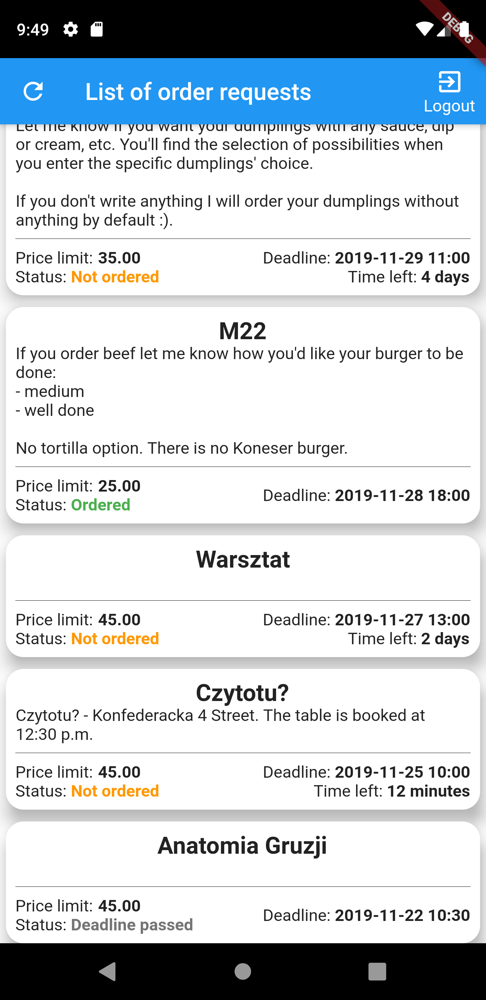 9:49
DEBUG
List of order requests
Logout
Let me know if you want your dumplings with any sauce, dip
or cream, etc. You'll find the selection of possibilities when
you enter the specific dumplings' choice.
If you don't write anything I will order your dumplings without
anything by default :).
Price limit: 35.00
Deadline: 2019-11-29 11:00
Status: Not ordered
Time left: 4 days
M22
If you order beef let me know how you'd like your burger to be
done:
- medium
- well done
No tortilla option. There is no Koneser burger.
Price limit: 25.00
Status: Ordered
Deadline: 2019-11-28 18:00
Warsztat
Price limit: 45.00
Deadline: 2019-11-27 13:00
Status: Not ordered
Time left: 2 days
Czytotu?
Czytotu? - Konfederacka 4 Street. The table is booked at
12:30 p.m.
Price limit: 45.00
Deadline: 2019-11-25 10:00
Status: Not ordered
Time left: 12 minutes
Anatomia Gruzji
Price limit: 45.00
Status: Deadline passed
Deadline: 2019-11-22 10:30